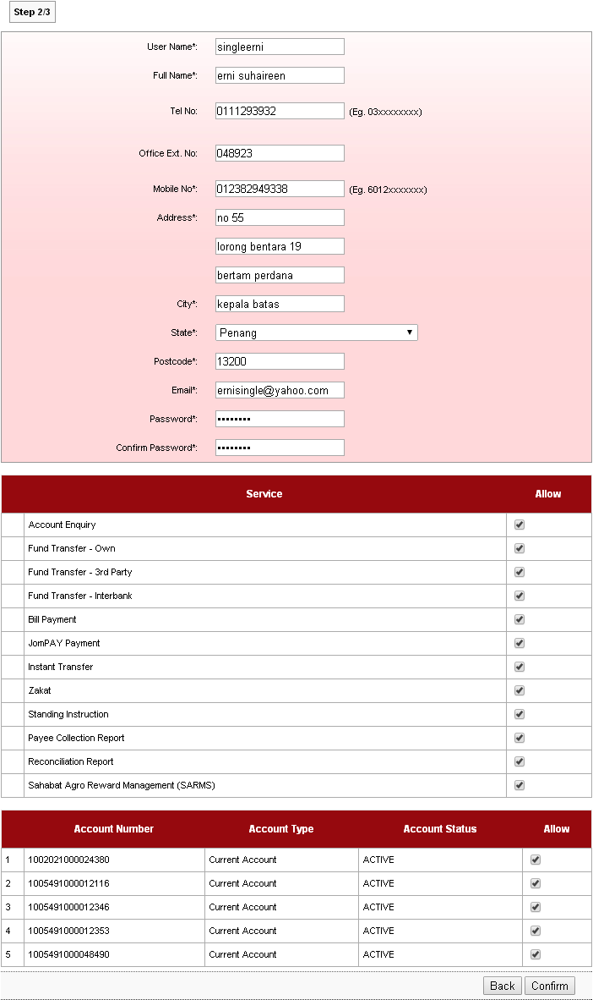 Step 2/3
User Name*: singleerni
Full Name*: erni suhaireen
Tel No: 0111293932 (Eg. 03xxxxxxxx)
Office Ext. No: 048923
Mobile No*: 012382949338 (Eg. 6012xxxxxxx)
Address*: no 55
lorong bentara 19
bertam perdana
City*: kepala batas
State*: Penang
Postcode*: 13200
Email*: ernisingle@yahoo.com
Password*: ••••••••
Confirm Password*: ••••••••
Service Allow
Account Enquiry
Fund Transfer - Own
Fund Transfer - 3rd Party
Fund Transfer - Interbank
Bill Payment
JomPAY Payment
Instant Transfer
Zakat
Standing Instruction
Payee Collection Report
Reconciliation Report
Sahabat Agro Reward Management (SARMS)
Account Number Account Type Account Status Allow
1 1002021000024380 Current Account ACTIVE
2 1005491000012116 Current Account ACTIVE
3 1005491000012346 Current Account ACTIVE
4 1005491000012353 Current Account ACTIVE
5 1005491000048490 Current Account ACTIVE
Back Confirm